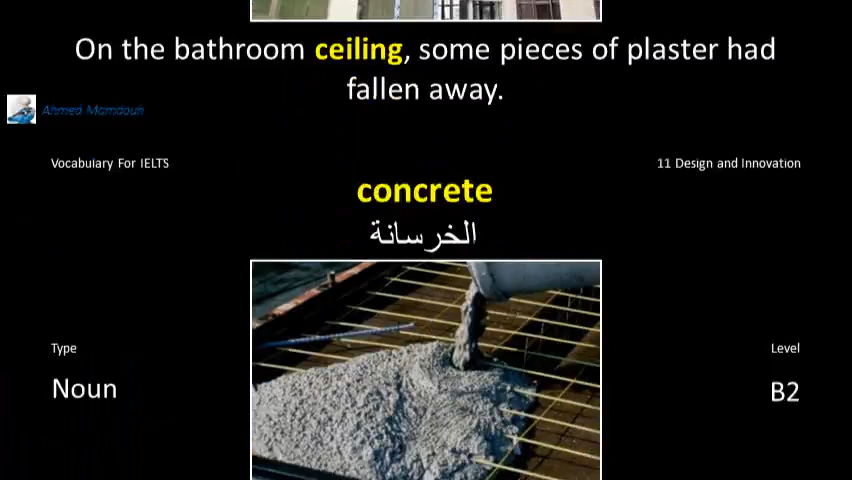 On the bathroom ceiling, some pieces of plaster had
fallen away.
Ahmed Mamdouh
Vocabulary For IELTS
11 Design and Innovation
concrete
الخرسانة
Type
Level
Noun
B2